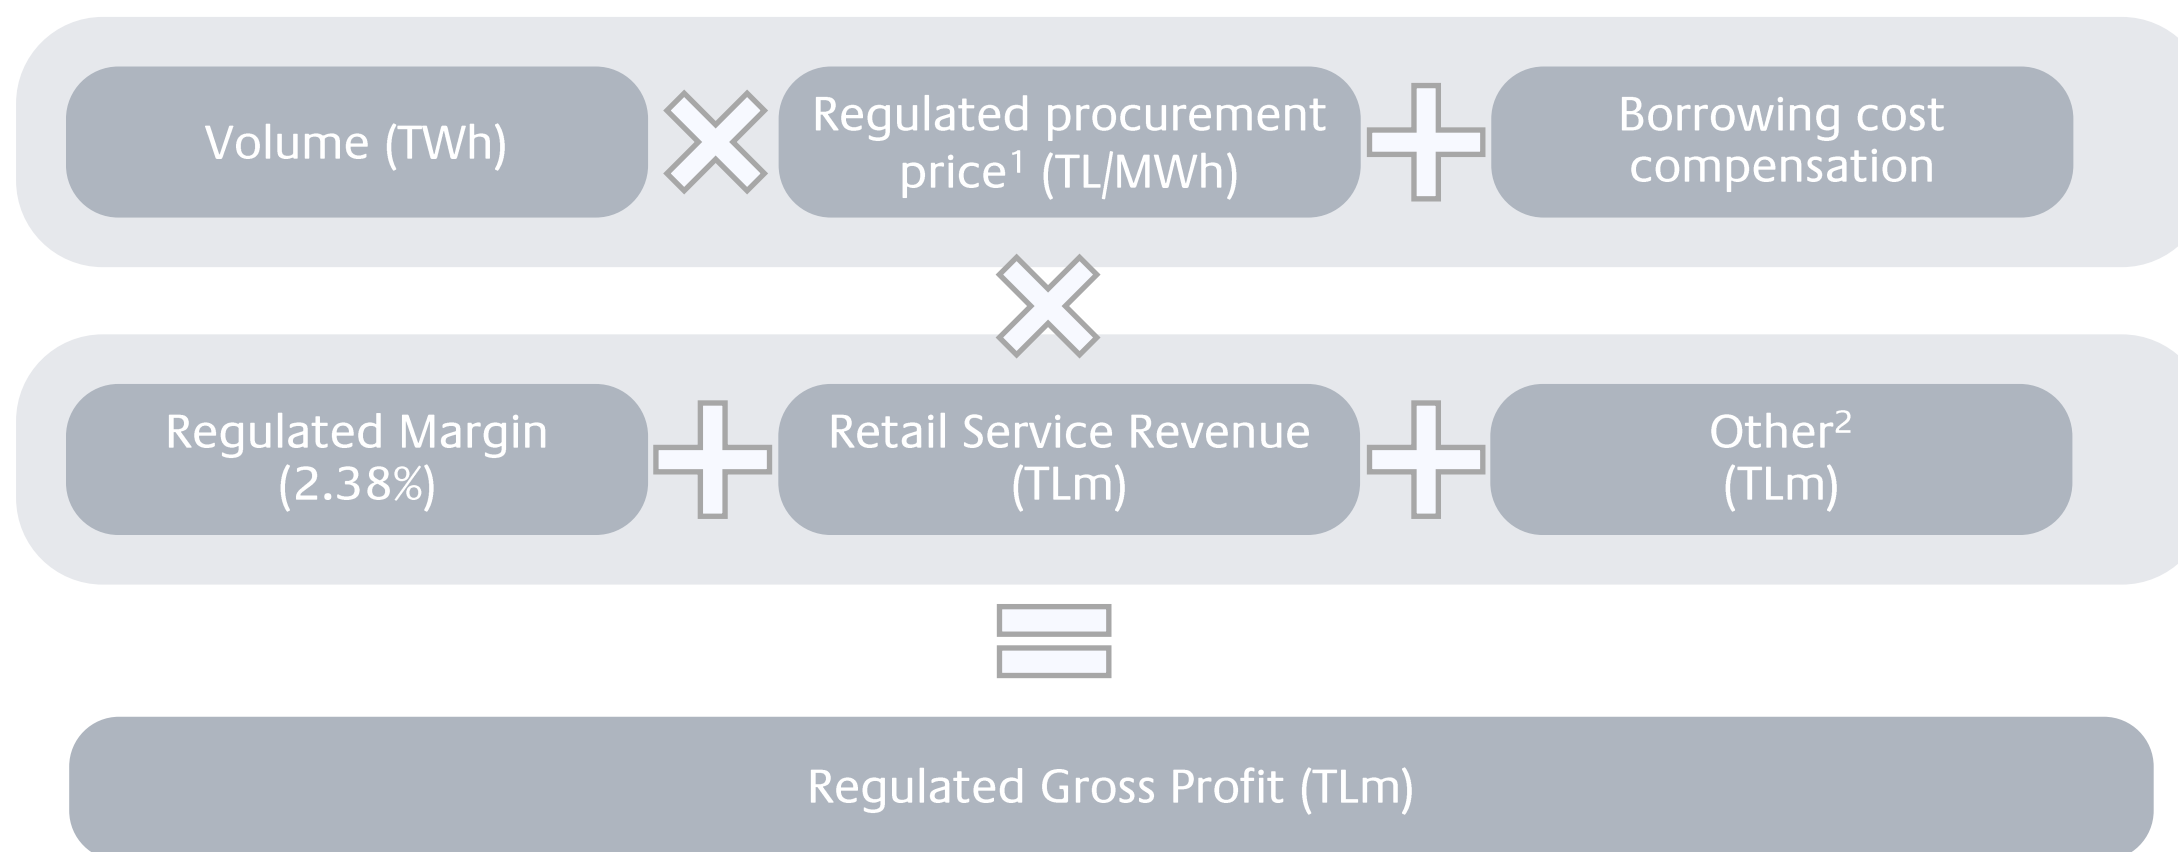 Volume (TWh)
Regulated procurement
price¹ (TL/MWh)
Borrowing cost
compensation
Regulated Margin
(2.38%)
Retail Service Revenue
(TLm)
Other²
(TLm)
Regulated Gross Profit (TLm)